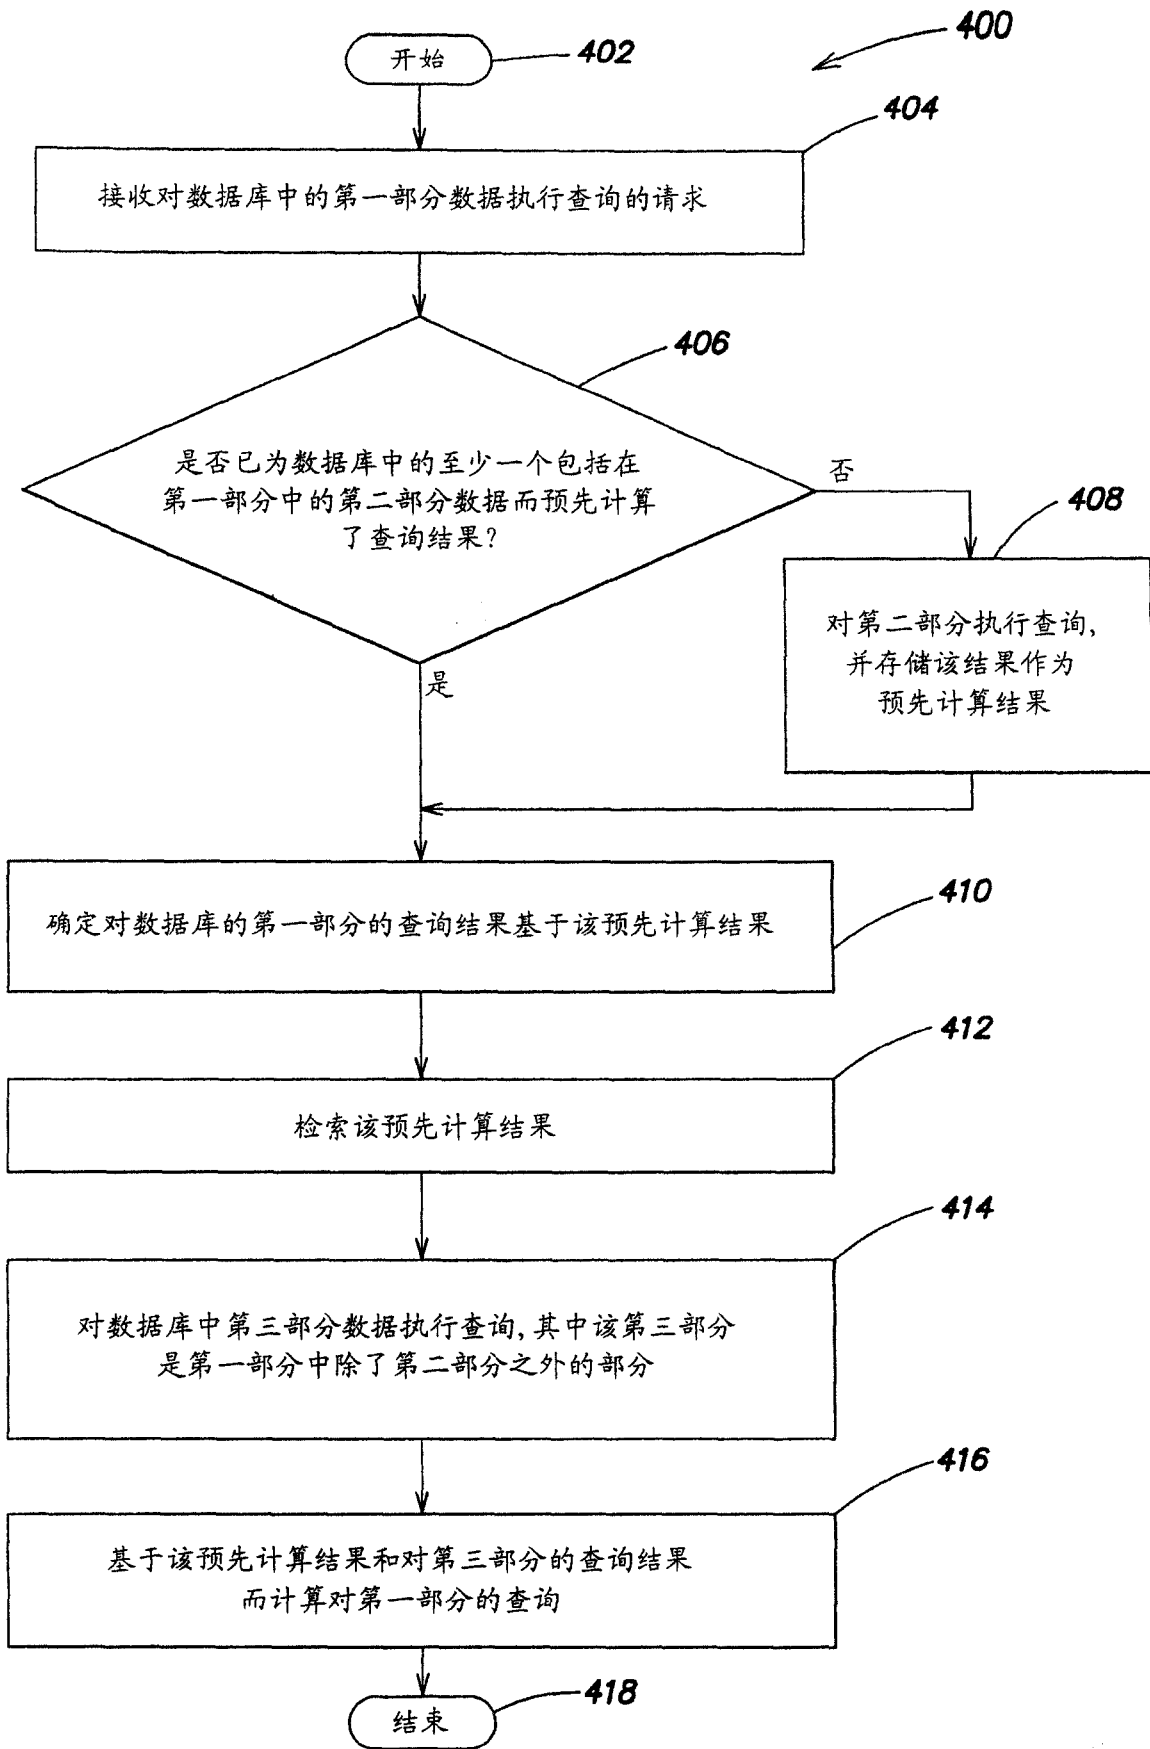 400
开始
402
404
接收对数据库中的第一部分数据执行查询的请求
406
是否已为数据库中的至少一个包括在
第一部分中的第二部分数据而预先计算
了查询结果?
否
408
对第二部分执行查询,
并存储该结果作为
预先计算结果
是
410
确定对数据库的第一部分的查询结果基于该预先计算结果
412
检索该预先计算结果
414
对数据库中第三部分数据执行查询,其中该第三部分
是第一部分中除了第二部分之外的部分
416
基于该预先计算结果和对第三部分的查询结果
而计算对第一部分的查询
418
结束